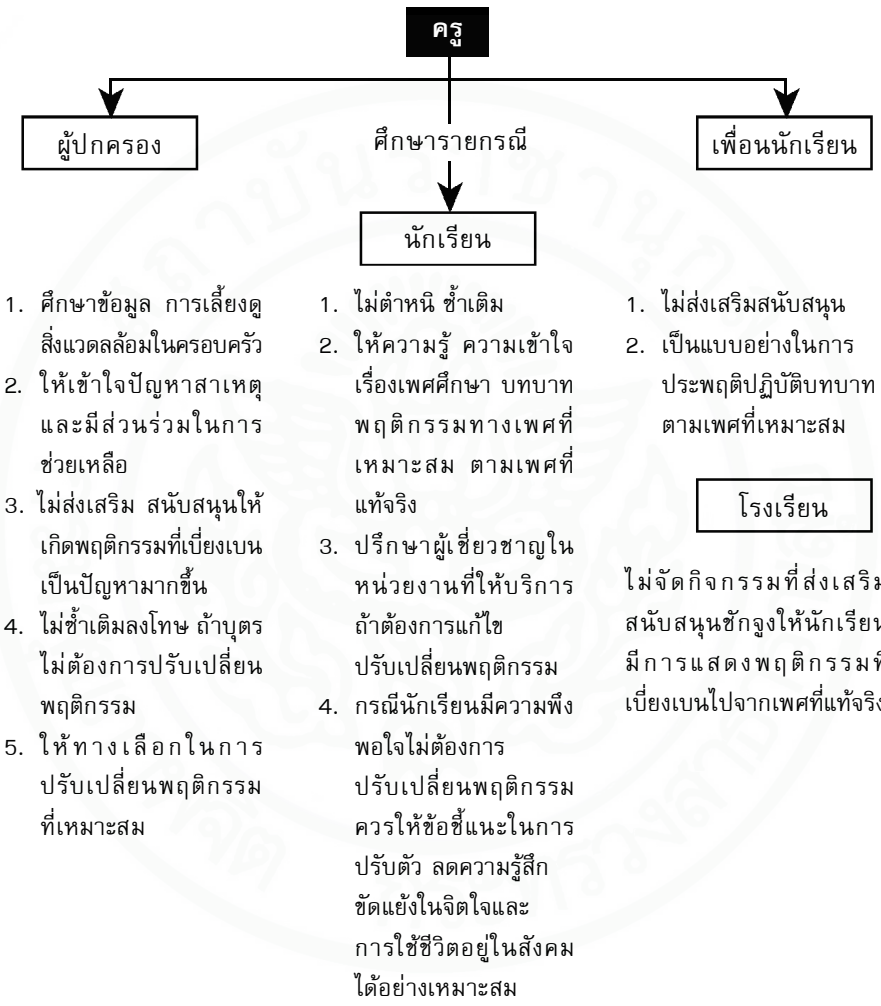 ครู
ผู้ปกครอง
ศึกษารายกรณี
เพื่อนนักเรียน
นักเรียน
1. ศึกษาข้อมูล การเลี้ยงดู
สิ่งแวดลล้อมในครอบครัว
2. ให้เข้าใจปัญหาสาเหตุ
และมีส่วนร่วมในการ
ช่วยเหลือ
3. ไม่ส่งเสริม สนับสนุนให้
เกิดพฤติกรรมที่เบี่ยงเบน
เป็นปัญหามากขึ้น
4. ไม่ซ้ำเติมลงโทษ ถ้าบุตร
ไม่ต้องการปรับเปลี่ยน
พฤติกรรม
5. ให้ทางเลือกในการ
ปรับเปลี่ยนพฤติกรรม
ที่เหมาะสม
1. ไม่ตำหนิ ซ้ำเติม
2. ให้ความรู้ ความเข้าใจ
เรื่องเพศศึกษา บทบาท
พฤติกรรมทางเพศที่
เหมาะสม ตามเพศที่
แท้จริง
3. ปรึกษาผู้เชี่ยวชาญใน
หน่วยงานที่ให้บริการ
ถ้าต้องการแก้ไข
ปรับเปลี่ยนพฤติกรรม
4. กรณีนักเรียนมีความพึง
พอใจไม่ต้องการ
ปรับเปลี่ยนพฤติกรรม
ควรให้ข้อชี้แนะในการ
ปรับตัว ลดความรู้สึก
ขัดแย้งในจิตใจและ
การใช้ชีวิตอยู่ในสังคม
ได้อย่างเหมาะสม
1. ไม่ส่งเสริมสนับสนุน
2. เป็นแบบอย่างในการ
ประพฤติปฏิบัติบทบาท
ตามเพศที่เหมาะสม
โรงเรียน
ไม่จัดกิจกรรมที่ส่งเสริม
สนับสนุนชักจูงให้นักเรียน
มีการแสดงพฤติกรรมที่
เบี่ยงเบนไปจากเพศที่แท้จริง